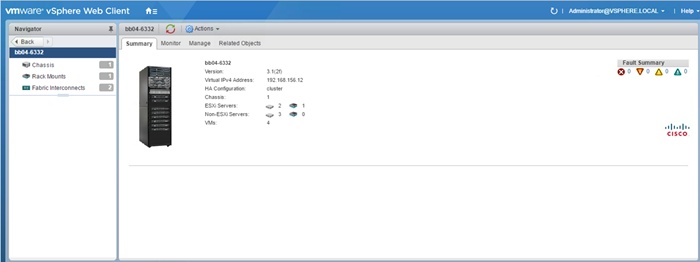 vmware® vSphere Web Client
Administrator@VSPHERE.LOCAL
Help
Navigator
Back
bb04-6332
Chassis 1
Rack Mounts 1
Fabric Interconnects 2
bb04-6332 Actions
Summary Monitor Manage Related Objects
bb04-6332
Version: 3.1(2f)
Virtual IPv4 Address: 192.168.156.12
HA Configuration: cluster
Chassis: 1
ESXi Servers: 2 1
Non-ESXi Servers: 3 0
VMs: 4
Fault Summary
0 0 0 0
CISCO